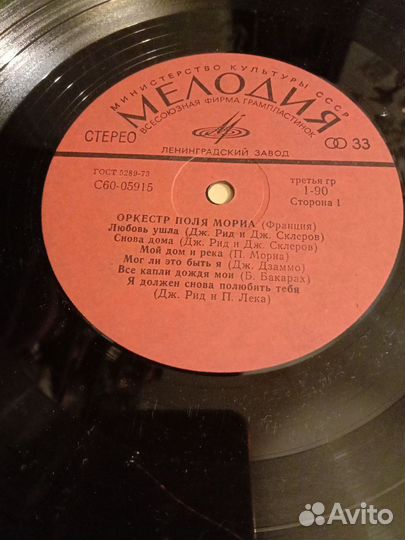 МИНИСТЕРСТВО КУЛЬТУРЫ СССР
МЕЛОДИЯ
ВСЕСОЮЗНАЯ ФИРМА ГРАМПЛАСТИНОК
СТЕРЕО
33
ЛЕНИНГРАДСКИЙ ЗАВОД
ГОСТ 5289-73
С60-05915
третья гр
1-90
Сторона 1
ОРКЕСТР ПОЛЯ МОРИА (Франция)
Любовь ушла (Дж. Рид и Дж. Склеров)
Снова дома (Дж. Рид и Дж. Склеров)
Мой дом и река (П. Мориа)
Мог ли это быть я (Дж. Дзаммо)
Все капли дождя мои (Б. Бакарах)
Я должен снова полюбить тебя
(Дж. Рид и П. Лека)
Avito